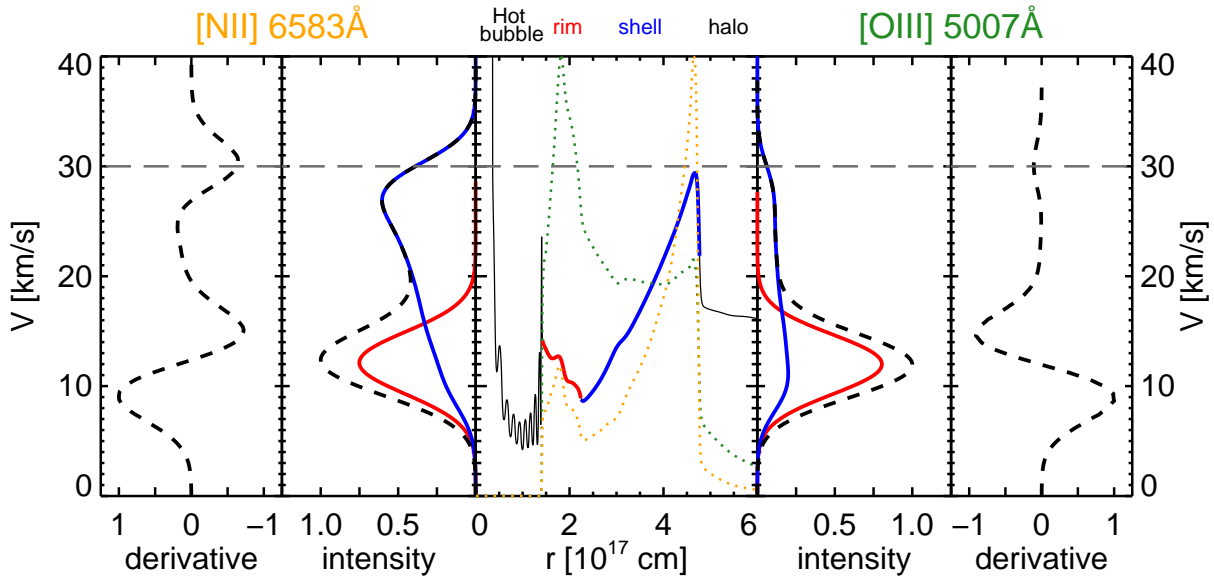 [NII] 6583Å
Hot
bubble
rim
shell
halo
[OIII] 5007Å
40
30
20
10
0
V [km/s]
40
30
20
10
0
V [km/s]
1 0 −1
derivative
1.0 0.5
intensity
0 2 4 6
r [10^17 cm]
0.5 1.0
intensity
−1 0 1
derivative